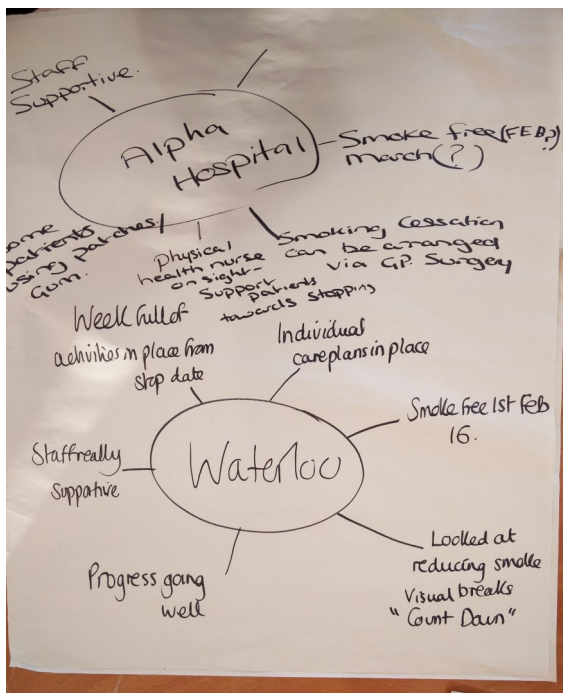 Staff
Supportive.
Alpha
Hospital
Smoke free (FEB?)
March (?)
Some
patients
using patches/
Gum.
Physical
health nurse
on sight-
Support
patients
towards stopping
Smoking Cessation
can be arranged
via G.P. Surgery
Week full of
activities in place from
stop date
Individual
care plans in place
Smoke free 1st Feb
16.
Staff really
Supportive
Waterloo
Progress going
well
Looked at
reducing smoke
Visual breaks
"Count Down"